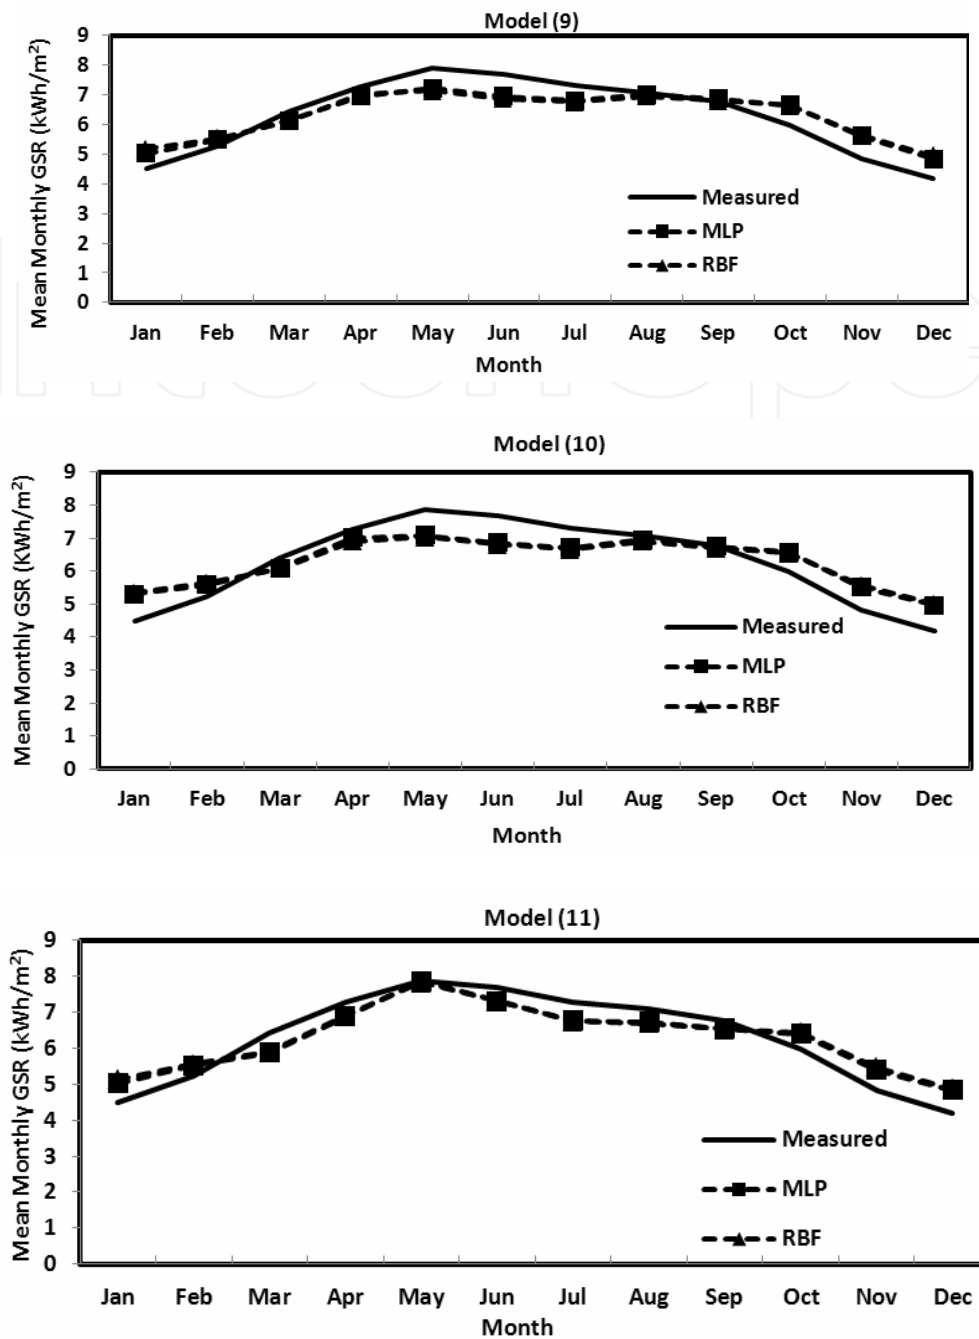 Model (9)
Mean Monthly GSR (kWh/m²)
9
8
7
6
5
4
3
2
1
0
Measured
MLP
RBF
Jan Feb Mar Apr May Jun Jul Aug Sep Oct Nov Dec
Month
Model (10)
Mean Monthly GSR (KWh/m²)
9
8
7
6
5
4
3
2
1
0
Measured
MLP
RBF
Jan Feb Mar Apr May Jun Jul Aug Sep Oct Nov Dec
Month
Model (11)
Mean Monthly GSR (kWh/m²)
9
8
7
6
5
4
3
2
1
0
Measured
MLP
RBF
Jan Feb Mar Apr May Jun Jul Aug Sep Oct Nov Dec
Month